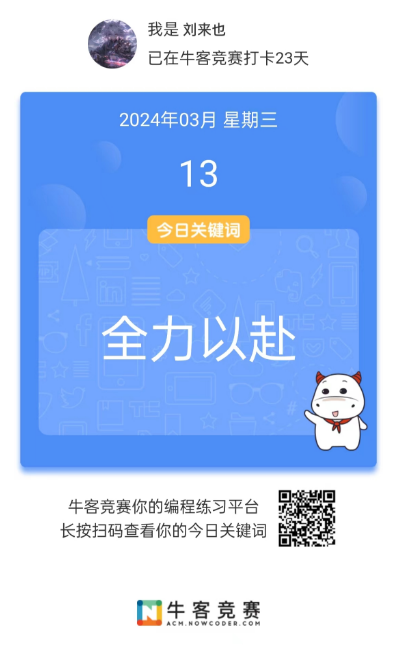 我是 刘来也
已在牛客竞赛打卡23天
2024年03月 星期三
13
今日关键词
全力以赴
牛客竞赛你的编程练习平台
长按扫码查看你的今日关键词
牛客竞赛
ACM.NOWCODER.COM